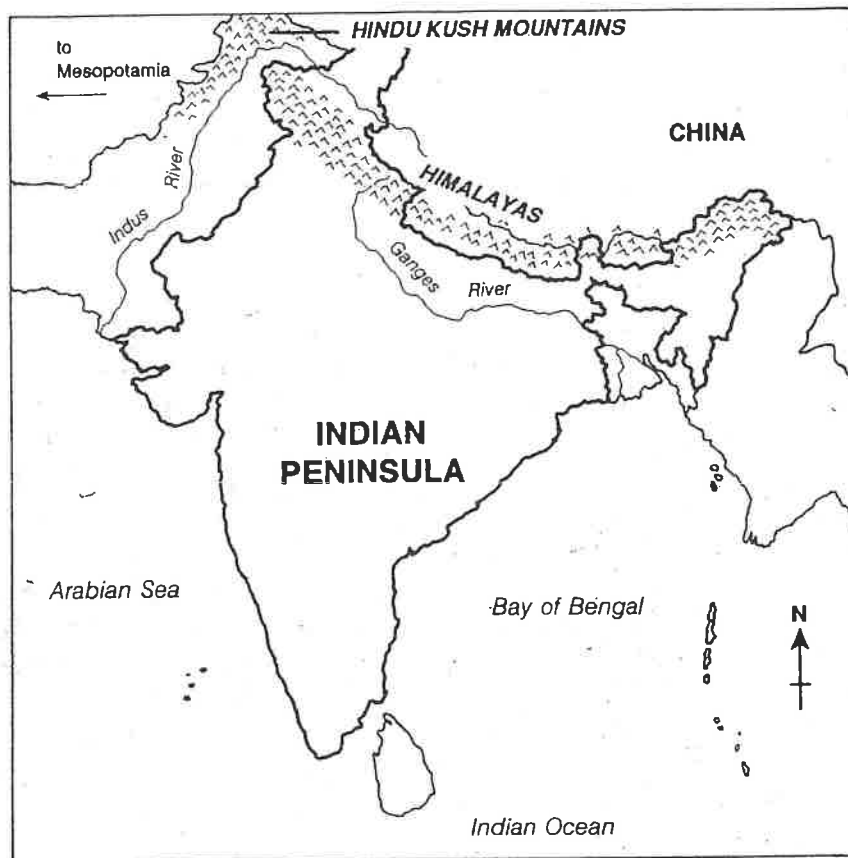 HINDU KUSH MOUNTAINS
to
Mesopotamia
CHINA
HIMALAYAS
Indus River
Ganges River
INDIAN
PENINSULA
Arabian Sea
Bay of Bengal
N
Indian Ocean